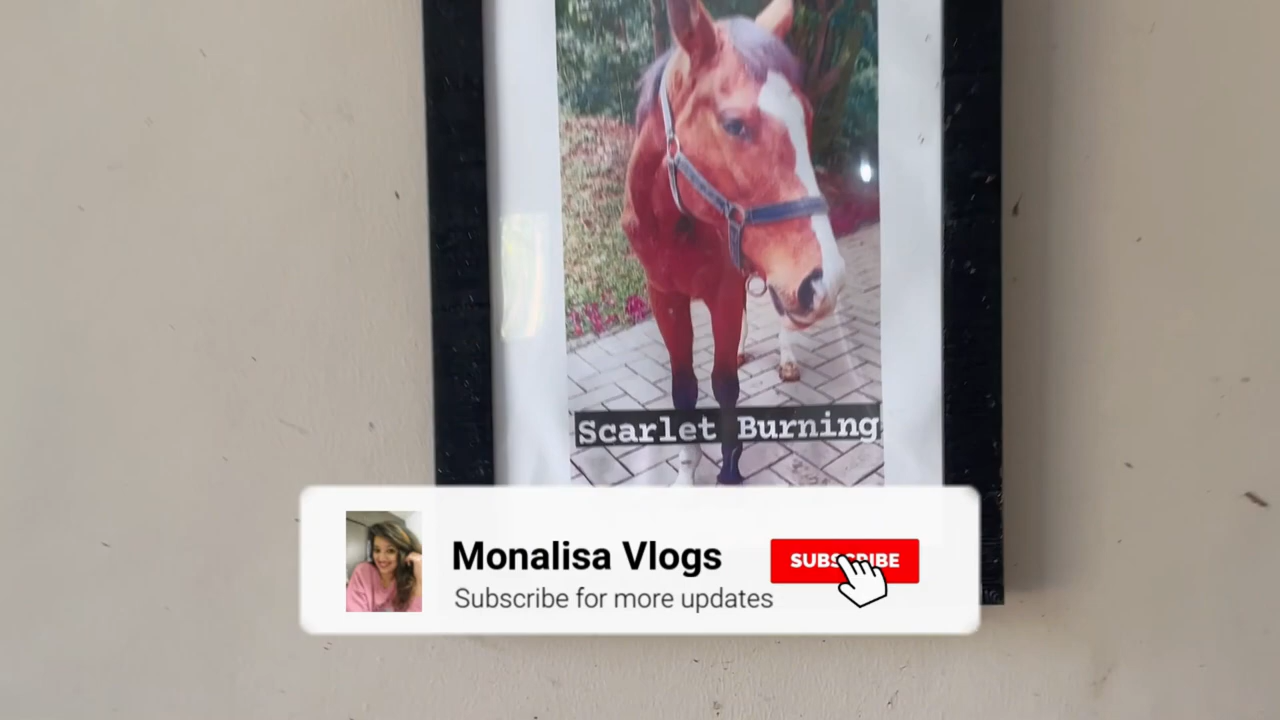 Scarlet Burning
Monalisa Vlogs
SUBSCRIBE
Subscribe for more updates